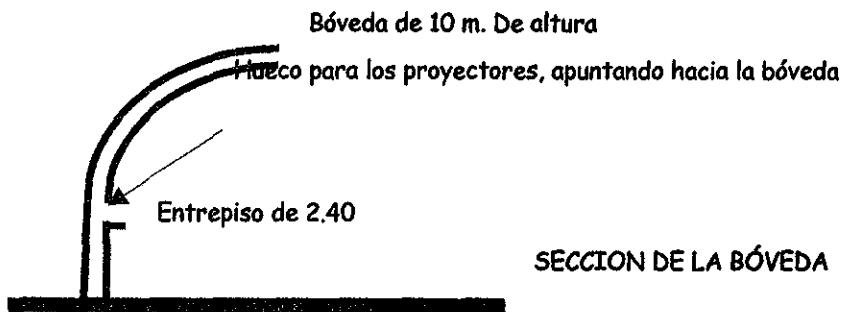 Bóveda de 10 m. De altura
Hueco para los proyectores, apuntando hacia la bóveda
Entrepiso de 2.40
SECCION DE LA BÓVEDA